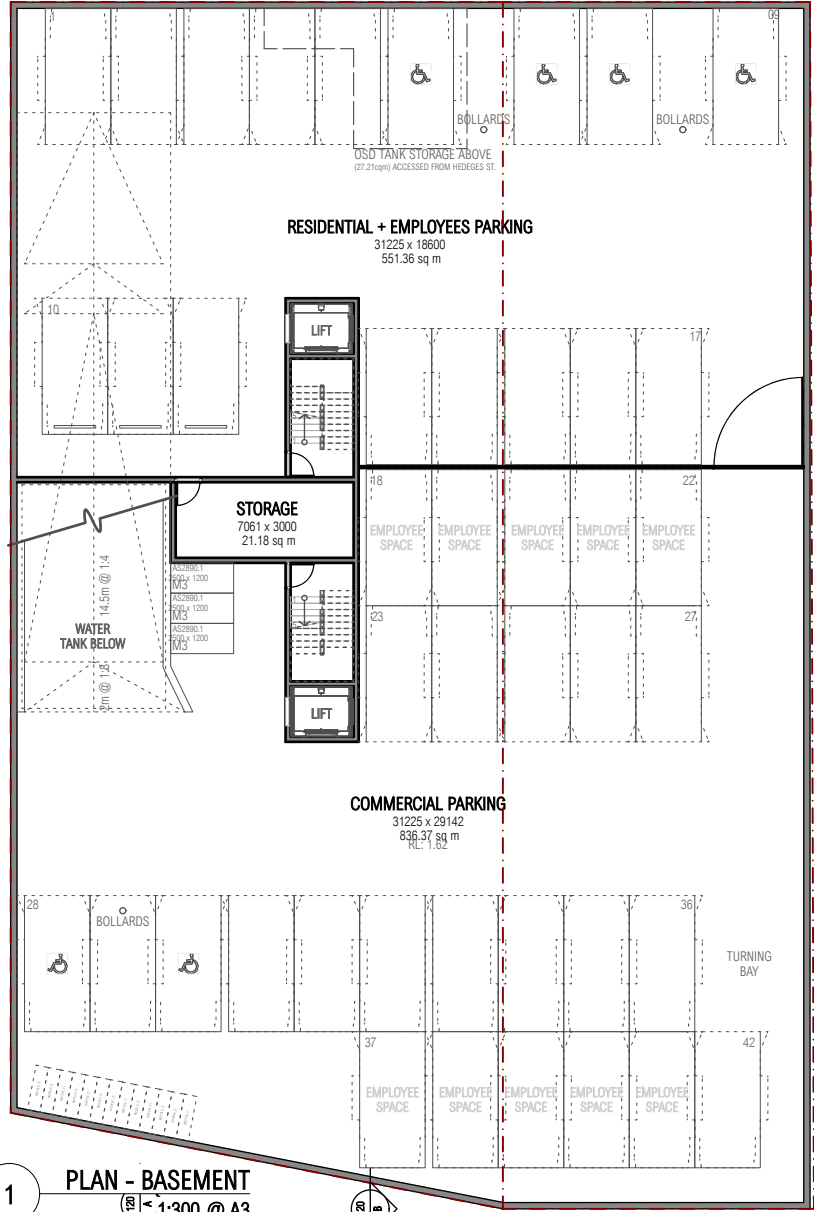 1
09
BOLLARDS
BOLLARDS
OSD TANK STORAGE ABOVE
(27.21cqm) ACCESSED FROM HEDEGES ST.
RESIDENTIAL + EMPLOYEES PARKING
31225 x 18600
551.36 sq m
10
LIFT
17
18
22
STORAGE
7061 x 3000
21.18 sq m
EMPLOYEE
SPACE
EMPLOYEE
SPACE
EMPLOYEE
SPACE
EMPLOYEE
SPACE
EMPLOYEE
SPACE
14.5m @ 1:4
AS2890.1
2500 x 1200
M3
AS2890.1
2500 x 1200
M3
AS2890.1
2500 x 1200
M3
WATER
TANK BELOW
2m @ 1:8
23
27
LIFT
COMMERCIAL PARKING
31225 x 29142
836.37 sq m
RL: 1.62
28
BOLLARDS
36
TURNING
BAY
37
42
EMPLOYEE
SPACE
EMPLOYEE
SPACE
EMPLOYEE
SPACE
EMPLOYEE
SPACE
EMPLOYEE
SPACE
1
PLAN - BASEMENT
1:300 @ A3
120
A
20
B